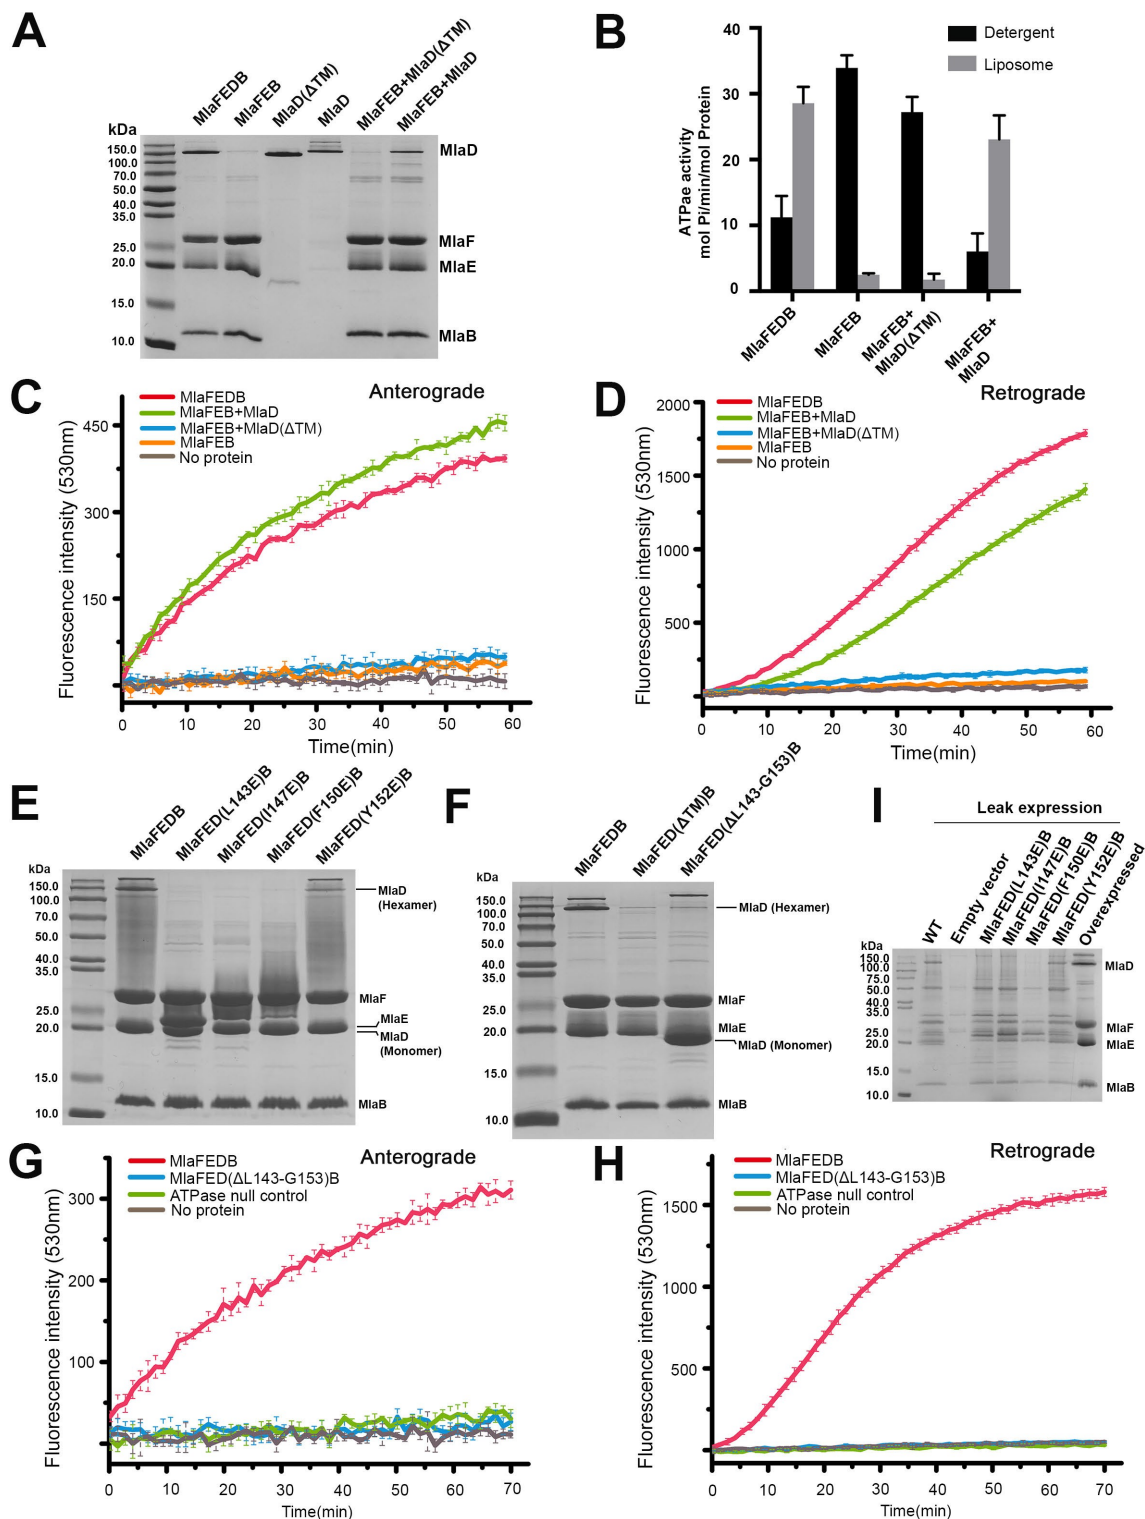 A
MlaFEDB
MlaFEB
MlaD(ΔTM)
MlaD
MlaFEB+MlaD(ΔTM)
MlaFEB+MlaD
kDa
150.0
100.0
70.0
50.0
40.0
35.0
25.0
20.0
15.0
10.0
MlaD
MlaF
MlaE
MlaB
B
Detergent
Liposome
ATPae activity
mol Pi/min/mol Protein
40
30
20
10
0
MlaFEDB
MlaFEB
MlaFEB+
MlaD(ΔTM)
MlaFEB+
MlaD
C
Anterograde
MlaFEDB
MlaFEB+MlaD
MlaFEB+MlaD(ΔTM)
MlaFEB
No protein
Fluorescence intensity (530nm)
450
300
150
0 10 20 30 40 50 60
Time(min)
D
Retrograde
MlaFEDB
MlaFEB+MlaD
MlaFEB+MlaD(ΔTM)
MlaFEB
No protein
Fluorescence intensity (530nm)
2000
1500
1000
500
0 10 20 30 40 50 60
Time(min)
E
MlaFEDB
MlaFED(L143E)B
MlaFED(I147E)B
MlaFED(F150E)B
MlaFED(Y152E)B
kDa
150.0
100.0
70.0
50.0
40.0
35.0
25.0
20.0
15.0
10.0
MlaD
(Hexamer)
MlaF
MlaE
MlaD
(Monomer)
MlaB
F
MlaFEDB
MlaFED(ΔTM)B
MlaFED(ΔL143-G153)B
kDa
150.0
100.0
70.0
50.0
40.0
35.0
25.0
20.0
15.0
10.0
MlaD (Hexamer)
MlaF
MlaE
MlaD (Monomer)
MlaB
I
Leak expression
WT
Empty vector
MlaFED(L143E)B
MlaFED(I147E)B
MlaFED(F150E)B
MlaFED(Y152E)B
Overexpressed
kDa
150.0
100.0
75.0
50.0
40.0
35.0
25.0
20.0
15.0
10.0
MlaD
MlaF
MlaE
MlaB
G
Anterograde
MlaFEDB
MlaFED(ΔL143-G153)B
ATPase null control
No protein
Fluorescence intensity (530nm)
300
200
100
0 10 20 30 40 50 60 70
Time(min)
H
Retrograde
MlaFEDB
MlaFED(ΔL143-G153)B
ATPase null control
No protein
Fluorescence intensity (530nm)
1500
1000
500
0 10 20 30 40 50 60 70
Time(min)